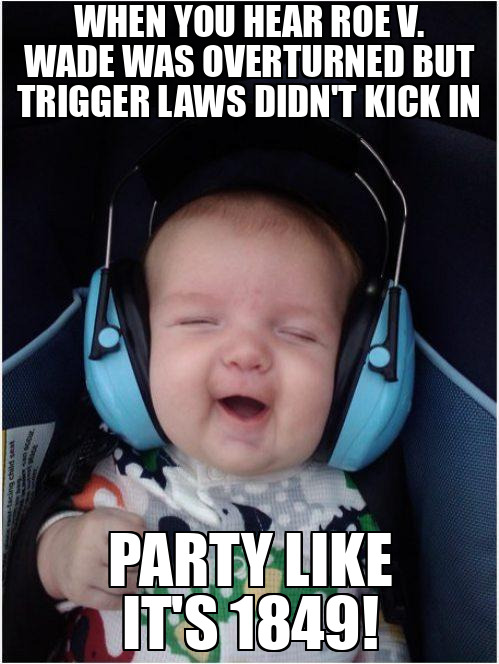 WHEN YOU HEAR ROE V.
WADE WAS OVERTURNED BUT
TRIGGER LAWS DIDN'T KICK IN
PARTY LIKE
IT'S 1849!